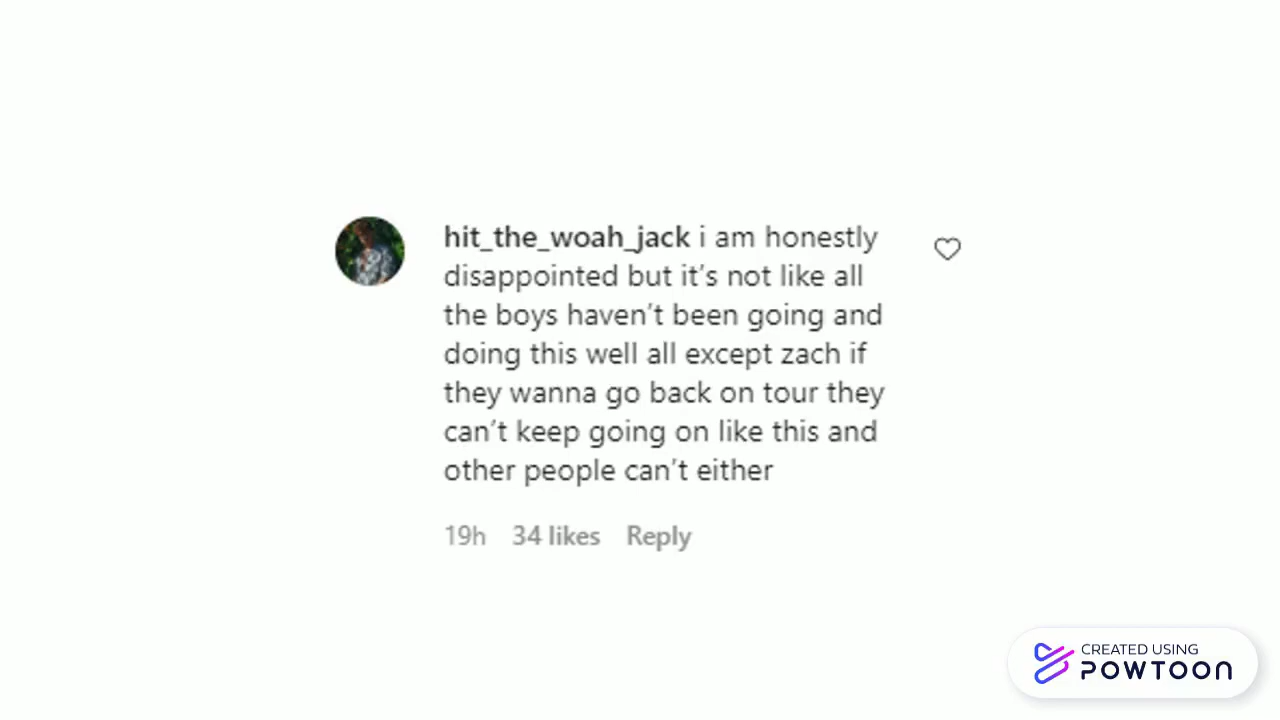 hit_the_woah_jack i am honestly
disappointed but it's not like all
the boys haven't been going and
doing this well all except zach if
they wanna go back on tour they
can't keep going on like this and
other people can't either
19h 34 likes Reply
CREATED USING
POWTOON